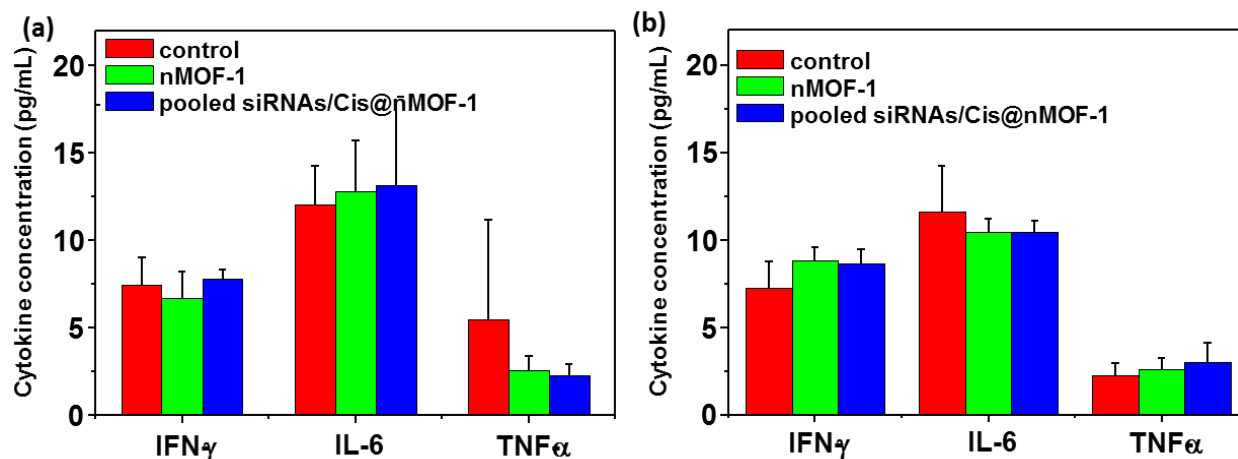 (a)
control
nMOF-1
pooled siRNAs/Cis@nMOF-1
Cytokine concentration (pg/mL)
20
15
10
5
0
IFNγ IL-6 TNFα
(b)
control
nMOF-1
pooled siRNAs/Cis@nMOF-1
Cytokine concentration (pg/mL)
20
15
10
5
0
IFNγ IL-6 TNFα